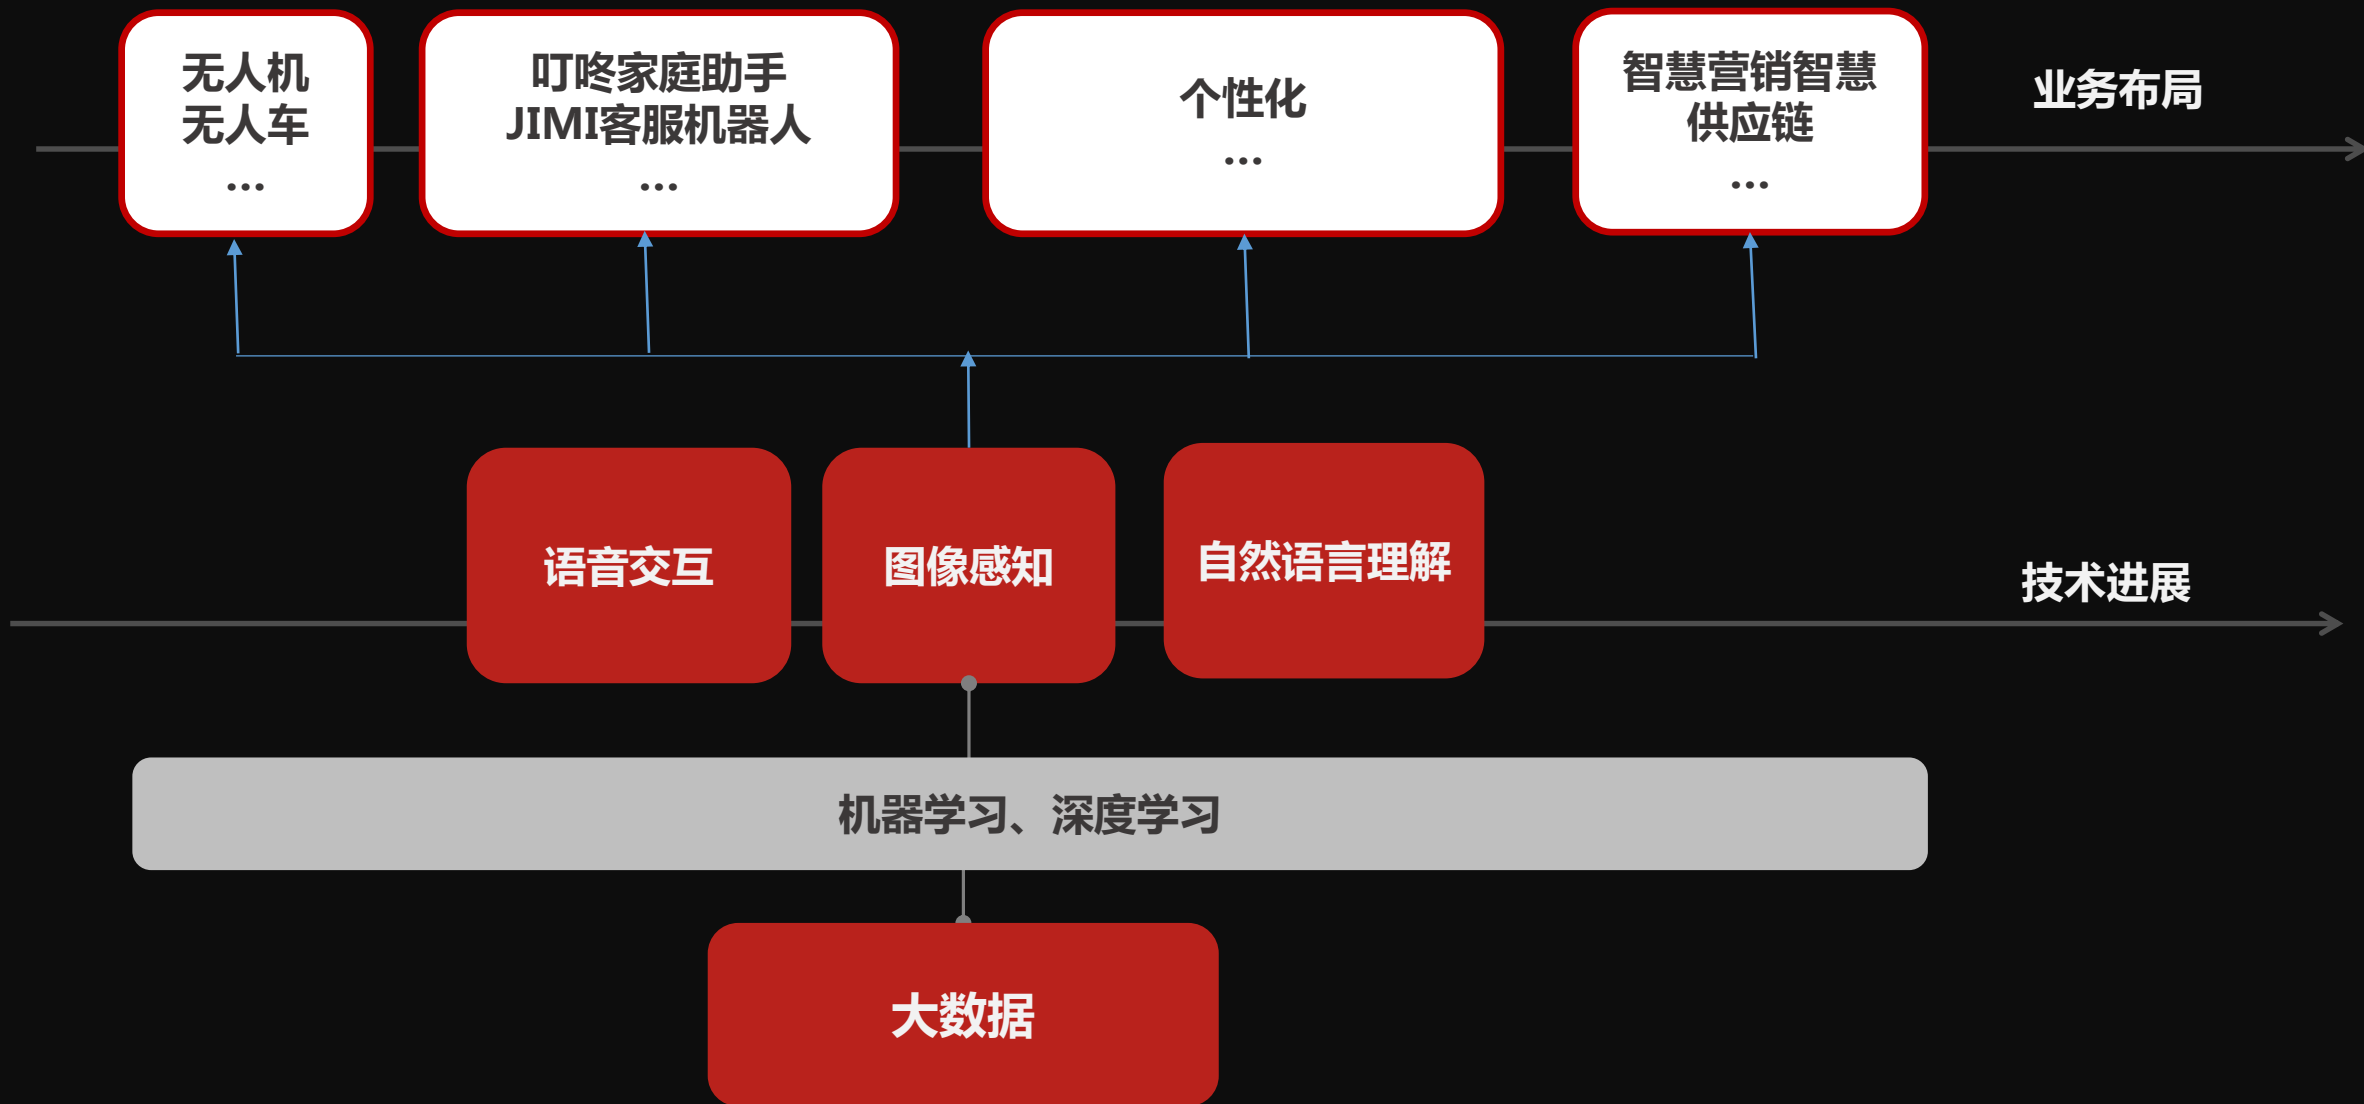 无人机
无人车
...
叮咚家庭助手
JIMI客服机器人
...
个性化
...
智慧营销智慧
供应链
...
业务布局
语音交互
图像感知
自然语言理解
技术进展
机器学习、深度学习
大数据